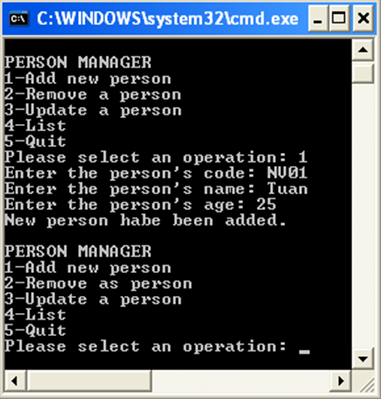 C:\WINDOWS\system32\cmd.exe
PERSON MANAGER
1-Add new person
2-Remove a person
3-Update a person
4-List
5-Quit
Please select an operation: 1
Enter the person's code: NV01
Enter the person's name: Tuan
Enter the person's age: 25
New person habe been added.
PERSON MANAGER
1-Add new person
2-Remove as person
3-Update a person
4-List
5-Quit
Please select an operation: _